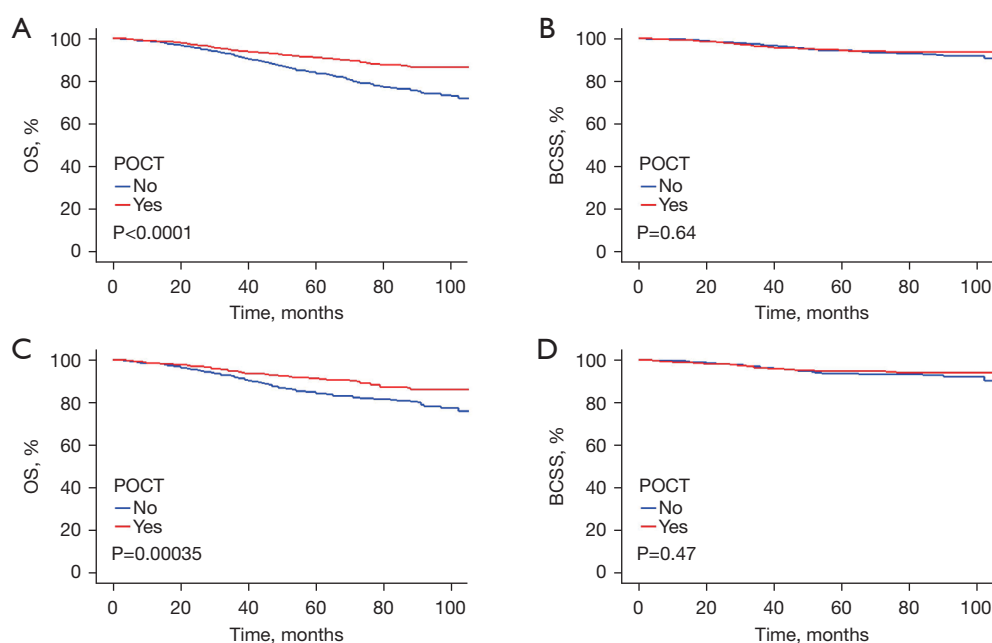 A
100
80
60
40
20
0
OS, %
POCT
No
Yes
P<0.0001
0 20 40 60 80 100
Time, months
B
100
80
60
40
20
0
BCSS, %
POCT
No
Yes
P=0.64
0 20 40 60 80 100
Time, months
C
100
80
60
40
20
0
OS, %
POCT
No
Yes
P=0.00035
0 20 40 60 80 100
Time, months
D
100
80
60
40
20
0
BCSS, %
POCT
No
Yes
P=0.47
0 20 40 60 80 100
Time, months